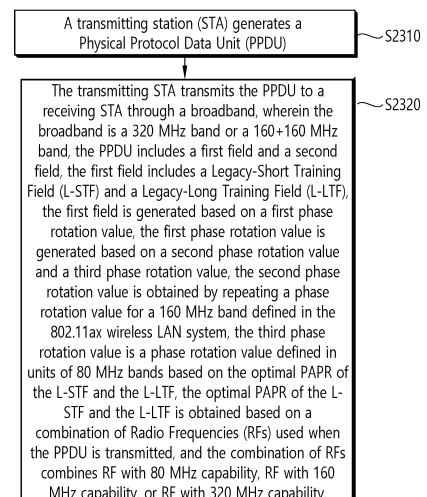 A transmitting station (STA) generates a
Physical Protocol Data Unit (PPDU)
S2310
The transmitting STA transmits the PPDU to a
receiving STA through a broadband, wherein the
broadband is a 320 MHz band or a 160+160 MHz
band, the PPDU includes a first field and a second
field, the first field includes a Legacy-Short Training
Field (L-STF) and a Legacy-Long Training Field (L-LTF),
the first field is generated based on a first phase
rotation value, the first phase rotation value is
generated based on a second phase rotation value
and a third phase rotation value, the second phase
rotation value is obtained by repeating a phase
rotation value for a 160 MHz band defined in the
802.11ax wireless LAN system, the third phase
rotation value is a phase rotation value defined in
units of 80 MHz bands based on the optimal PAPR of
the L-STF and the L-LTF, the optimal PAPR of the L-
STF and the L-LTF is obtained based on a
combination of Radio Frequencies (RFs) used when
the PPDU is transmitted, and the combination of RFs
combines RF with 80 MHz capability, RF with 160
MHz capability, or RF with 320 MHz capability
S2320